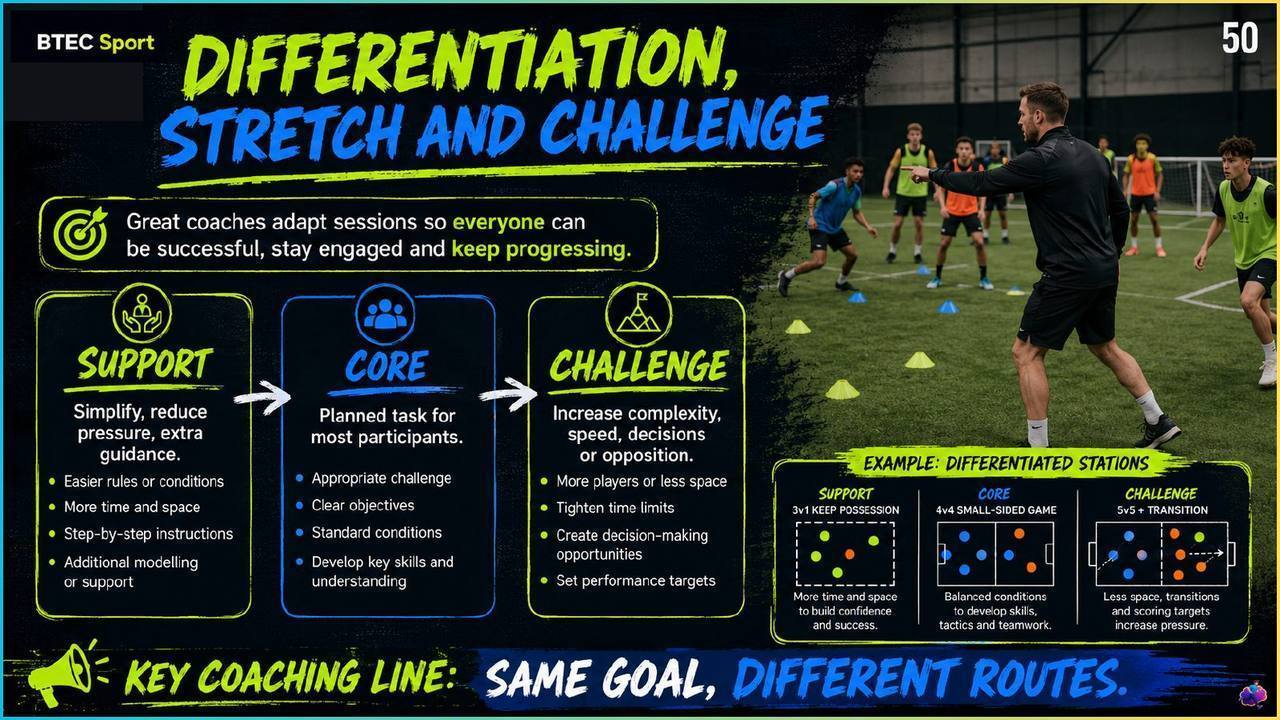 BTEC Sport
50
DIFFERENTIATION,
STRETCH AND CHALLENGE
Great coaches adapt sessions so everyone can
be successful, stay engaged and keep progressing.
SUPPORT
Simplify, reduce
pressure, extra
guidance.
Easier rules or conditions
More time and space
Step-by-step instructions
Additional modelling
or support
CORE
Planned task for
most participants.
Appropriate challenge
Clear objectives
Standard conditions
Develop key skills and
understanding
CHALLENGE
Increase complexity,
speed, decisions
or opposition.
More players or less space
Tighten time limits
Create decision-making
opportunities
Set performance targets
EXAMPLE: DIFFERENTIATED STATIONS
SUPPORT
3v1 KEEP POSSESSION
More time and space
to build confidence
and success.
CORE
4v4 SMALL-SIDED GAME
Balanced conditions
to develop skills,
tactics and teamwork.
CHALLENGE
5v5 + TRANSITION
Less space, transitions
and scoring targets
increase pressure.
KEY COACHING LINE: SAME GOAL, DIFFERENT ROUTES.